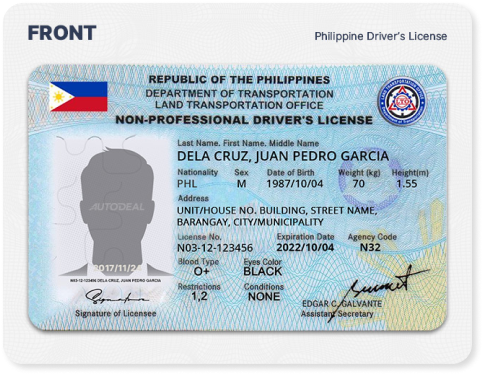 FRONT
Philippine Driver's License
REPUBLIC OF THE PHILIPPINES
DEPARTMENT OF TRANSPORTATION
LAND TRANSPORTATION OFFICE
NON-PROFESSIONAL DRIVER'S LICENSE
Last Name. First Name. Middle Name
DELA CRUZ, JUAN PEDRO GARCIA
Nationality Sex Date of Birth Weight (kg) Height(m)
PHL M 1987/10/04 70 1.55
Address
UNIT/HOUSE NO. BUILDING, STREET NAME,
BARANGAY, CITY/MUNICIPALITY
License No. Expiration Date Agency Code
N03-12-123456 2022/10/04 N32
Blood Type Eyes Color
O+ BLACK
Restrictions Conditions
1,2 NONE
AUTODEAL
2017/11/2
N03-12-123456 DELA CRUZ, JUAN PEDRO GARCIA
Signature of Licensee
EDGAR C. GALVANTE
Assistant Secretary
LTO